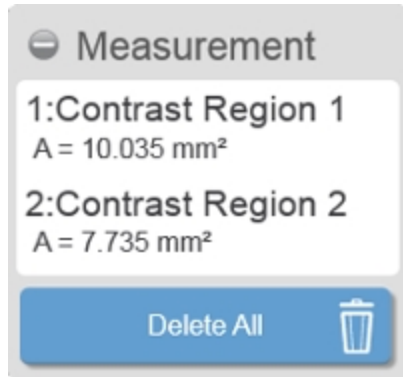 Measurement
1:Contrast Region 1
A = 10.035 mm²
2:Contrast Region 2
A = 7.735 mm²
Delete All